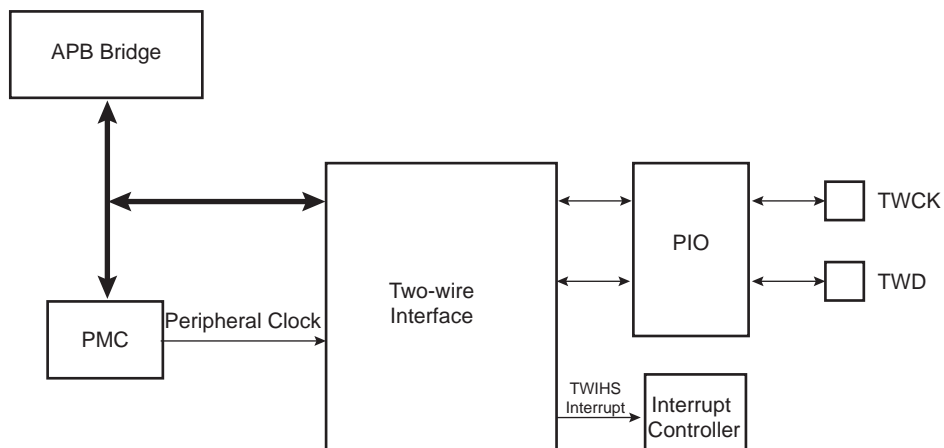 APB Bridge
TWCK
PIO
Two-wire
Interface
TWD
Peripheral Clock
PMC
TWIHS
Interrupt
Interrupt
Controller